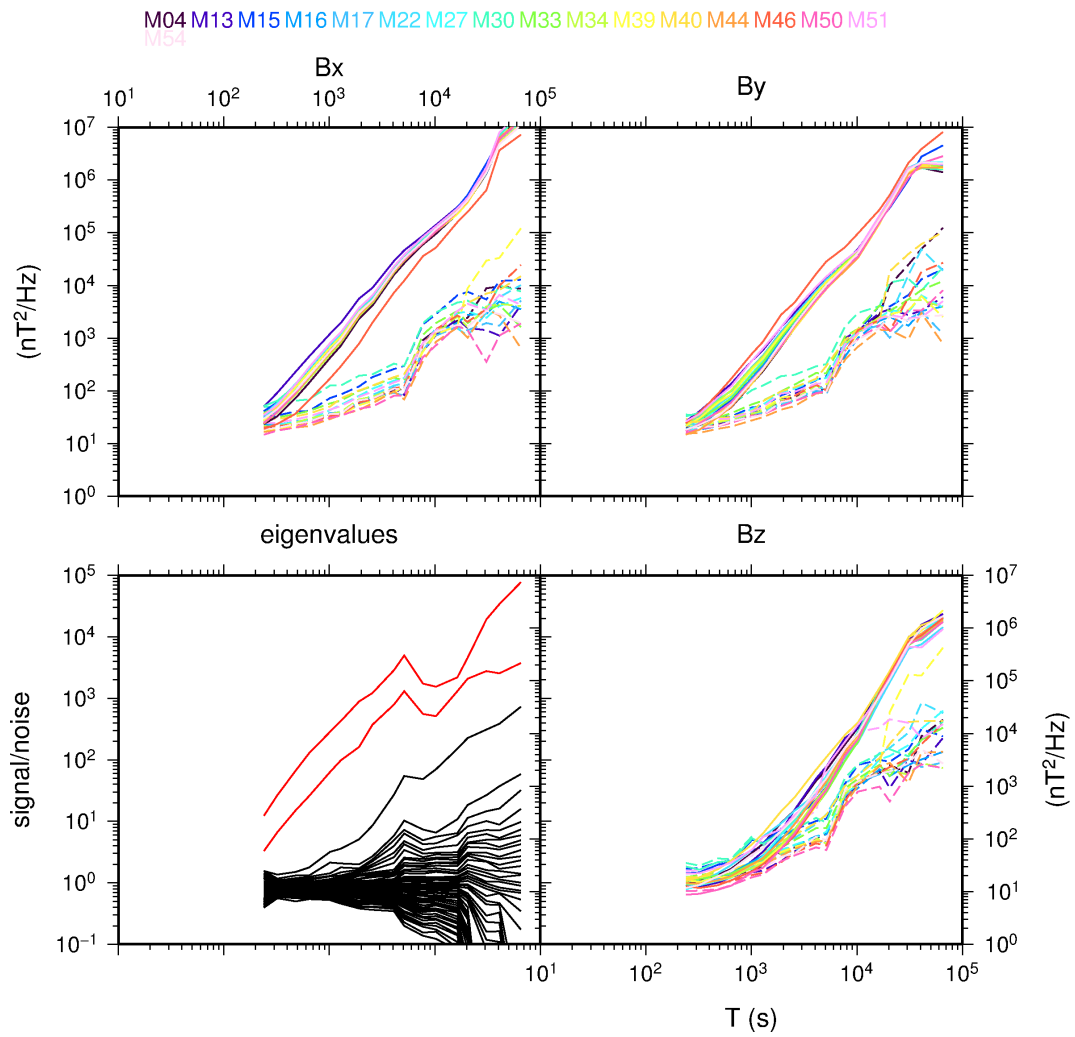 M04 M13 M15 M16 M17 M22 M27 M30 M33 M34 M39 M40 M44 M46 M50 M51
M54
Bx
By
10¹ 10² 10³ 10⁴ 10⁵
10⁷
10⁶
10⁵
10⁴
10³
10²
10¹
10⁰
(nT²/Hz)
eigenvalues
Bz
10⁵
10⁴
10³
10²
10¹
10⁰
10⁻¹
signal/noise
10⁷
10⁶
10⁵
10⁴
10³
10²
10¹
10⁰
(nT²/Hz)
10¹ 10² 10³ 10⁴ 10⁵
T (s)